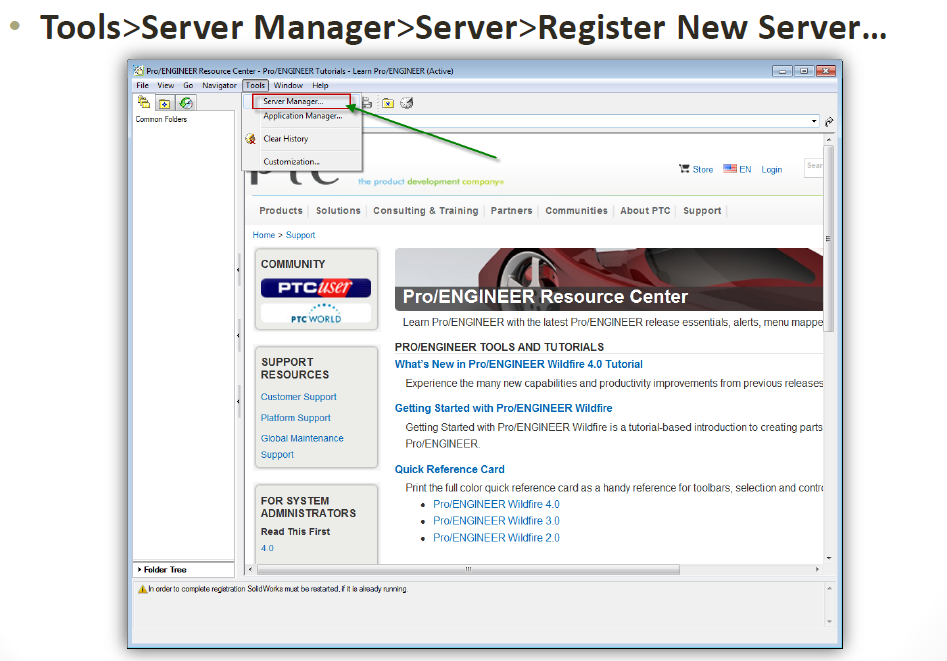 • Tools>Server Manager>Server>Register New Server...
Pro/ENGINEER Resource Center - Pro/ENGINEER Tutorials - Learn Pro/ENGINEER (Active)
File View Go Navigator Tools Window Help
Server Manager...
Application Manager...
Clear History
Customization...
Common Folders
PTC
the product development company®
Store EN Login Sear
Products Solutions Consulting & Training Partners Communities About PTC Support
Home > Support
COMMUNITY
PTCuser
PTC WORLD
Pro/ENGINEER Resource Center
Learn Pro/ENGINEER with the latest Pro/ENGINEER release essentials, alerts, menu mappe
SUPPORT
RESOURCES
Customer Support
Platform Support
Global Maintenance
Support
PRO/ENGINEER TOOLS AND TUTORIALS
What's New in Pro/ENGINEER Wildfire 4.0 Tutorial
Experience the many new capabilities and productivity improvements from previous releases
Getting Started with Pro/ENGINEER Wildfire
Getting Started with Pro/ENGINEER Wildfire is a tutorial-based introduction to creating parts
Pro/ENGINEER.
Quick Reference Card
Print the full color quick reference card as a handy reference for toolbars, selection and contro
• Pro/ENGINEER Wildfire 4.0
• Pro/ENGINEER Wildfire 3.0
• Pro/ENGINEER Wildfire 2.0
FOR SYSTEM
ADMINISTRATORS
Read This First
4.0
Folder Tree
In order to complete registration SolidWorks must be restarted, if it is already running.